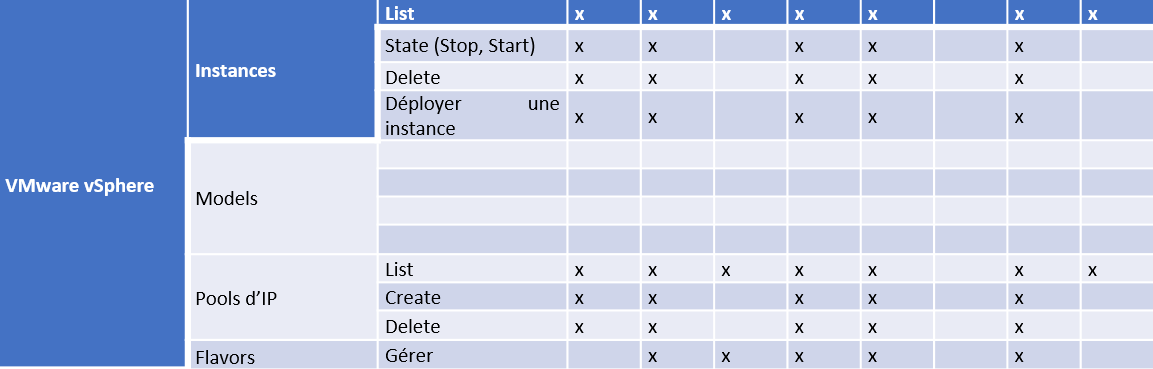 List x x x x x x x
State (Stop, Start) x x x x x
Instances
Delete x x x x x
Déployer une
instance x x x x x
VMware vSphere
Models
List x x x x x x x
Pools d’IP
Create x x x x x
Delete x x x x x
Flavors
Gérer x x x x x